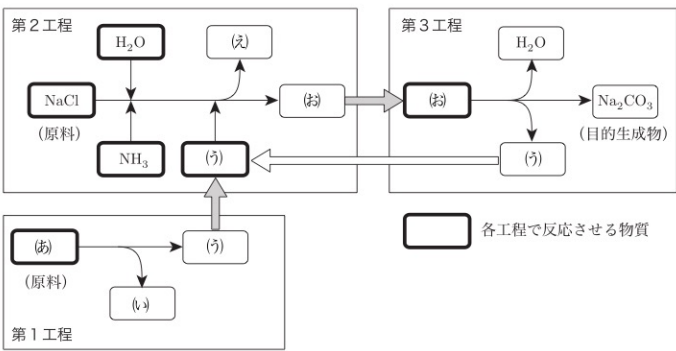 第2工程
H₂O
(え)
NaCl
(原料)
(お)
NH₃
(う)
第3工程
H₂O
(お)
Na₂CO₃
(目的生成物)
(う)
各工程で反応させる物質
(あ)
(原料)
(う)
(い)
第1工程